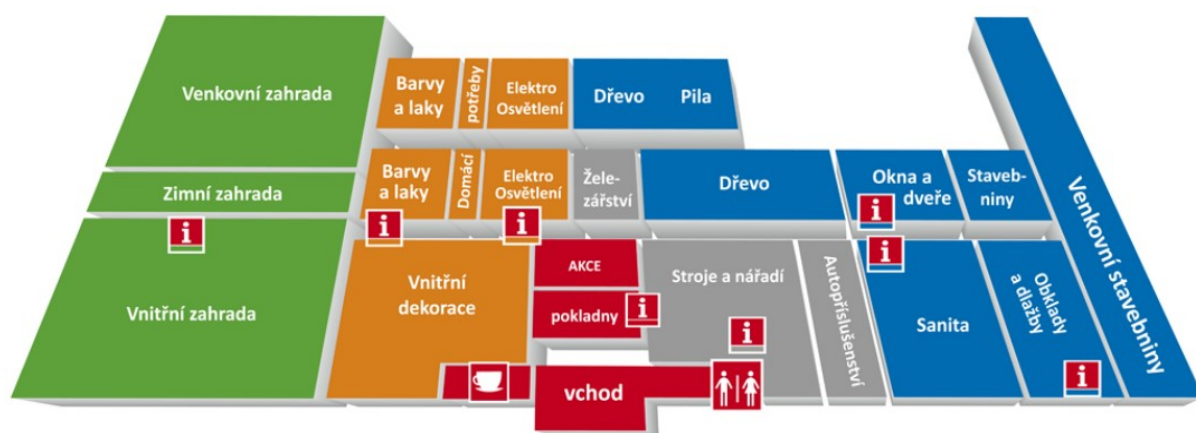 Venkovní zahrada
Barvy
a laky
potřeby
Elektro
Osvětlení
Dřevo
Pila
Zimní zahrada
Barvy
a laky
Domácí
Elektro
Osvětlení
Žele-
zářství
Dřevo
Okna a
dveře
Staveb-
niny
Venkovní stavebniny
Vnitřní zahrada
Vnitřní
dekorace
AKCE
pokladny
Stroje a nářadí
Autopříslušenství
Sanita
Obklady
a dlažby
vchod
i
i
i
i
i
i
i
i